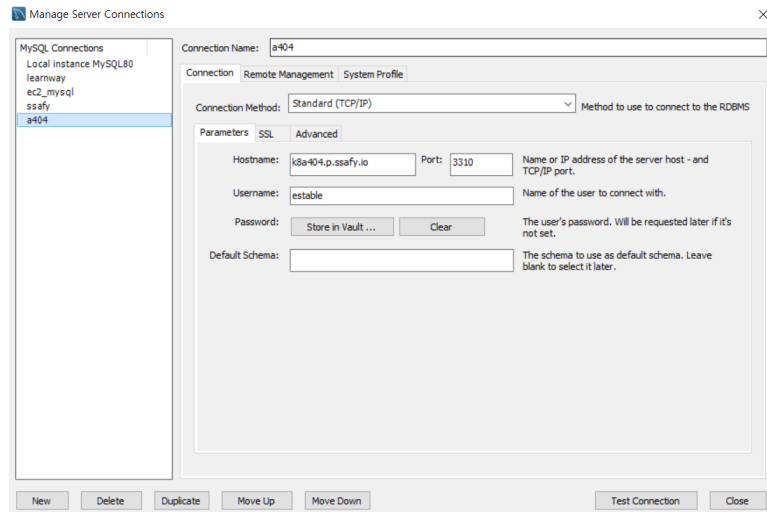 Manage Server Connections
MySQL Connections
Local instance MySQL80
learnway
ec2_mysql
ssafy
a404
Connection Name: a404
Connection Remote Management System Profile
Connection Method: Standard (TCP/IP) Method to use to connect to the RDBMS
Parameters SSL Advanced
Hostname: k8a404.p.ssafy.io Port: 3310 Name or IP address of the server host - and
TCP/IP port.
Username: estable Name of the user to connect with.
Password: Store in Vault ... Clear The user's password. Will be requested later if it's
not set.
Default Schema: The schema to use as default schema. Leave
blank to select it later.
New Delete Duplicate Move Up Move Down Test Connection Close